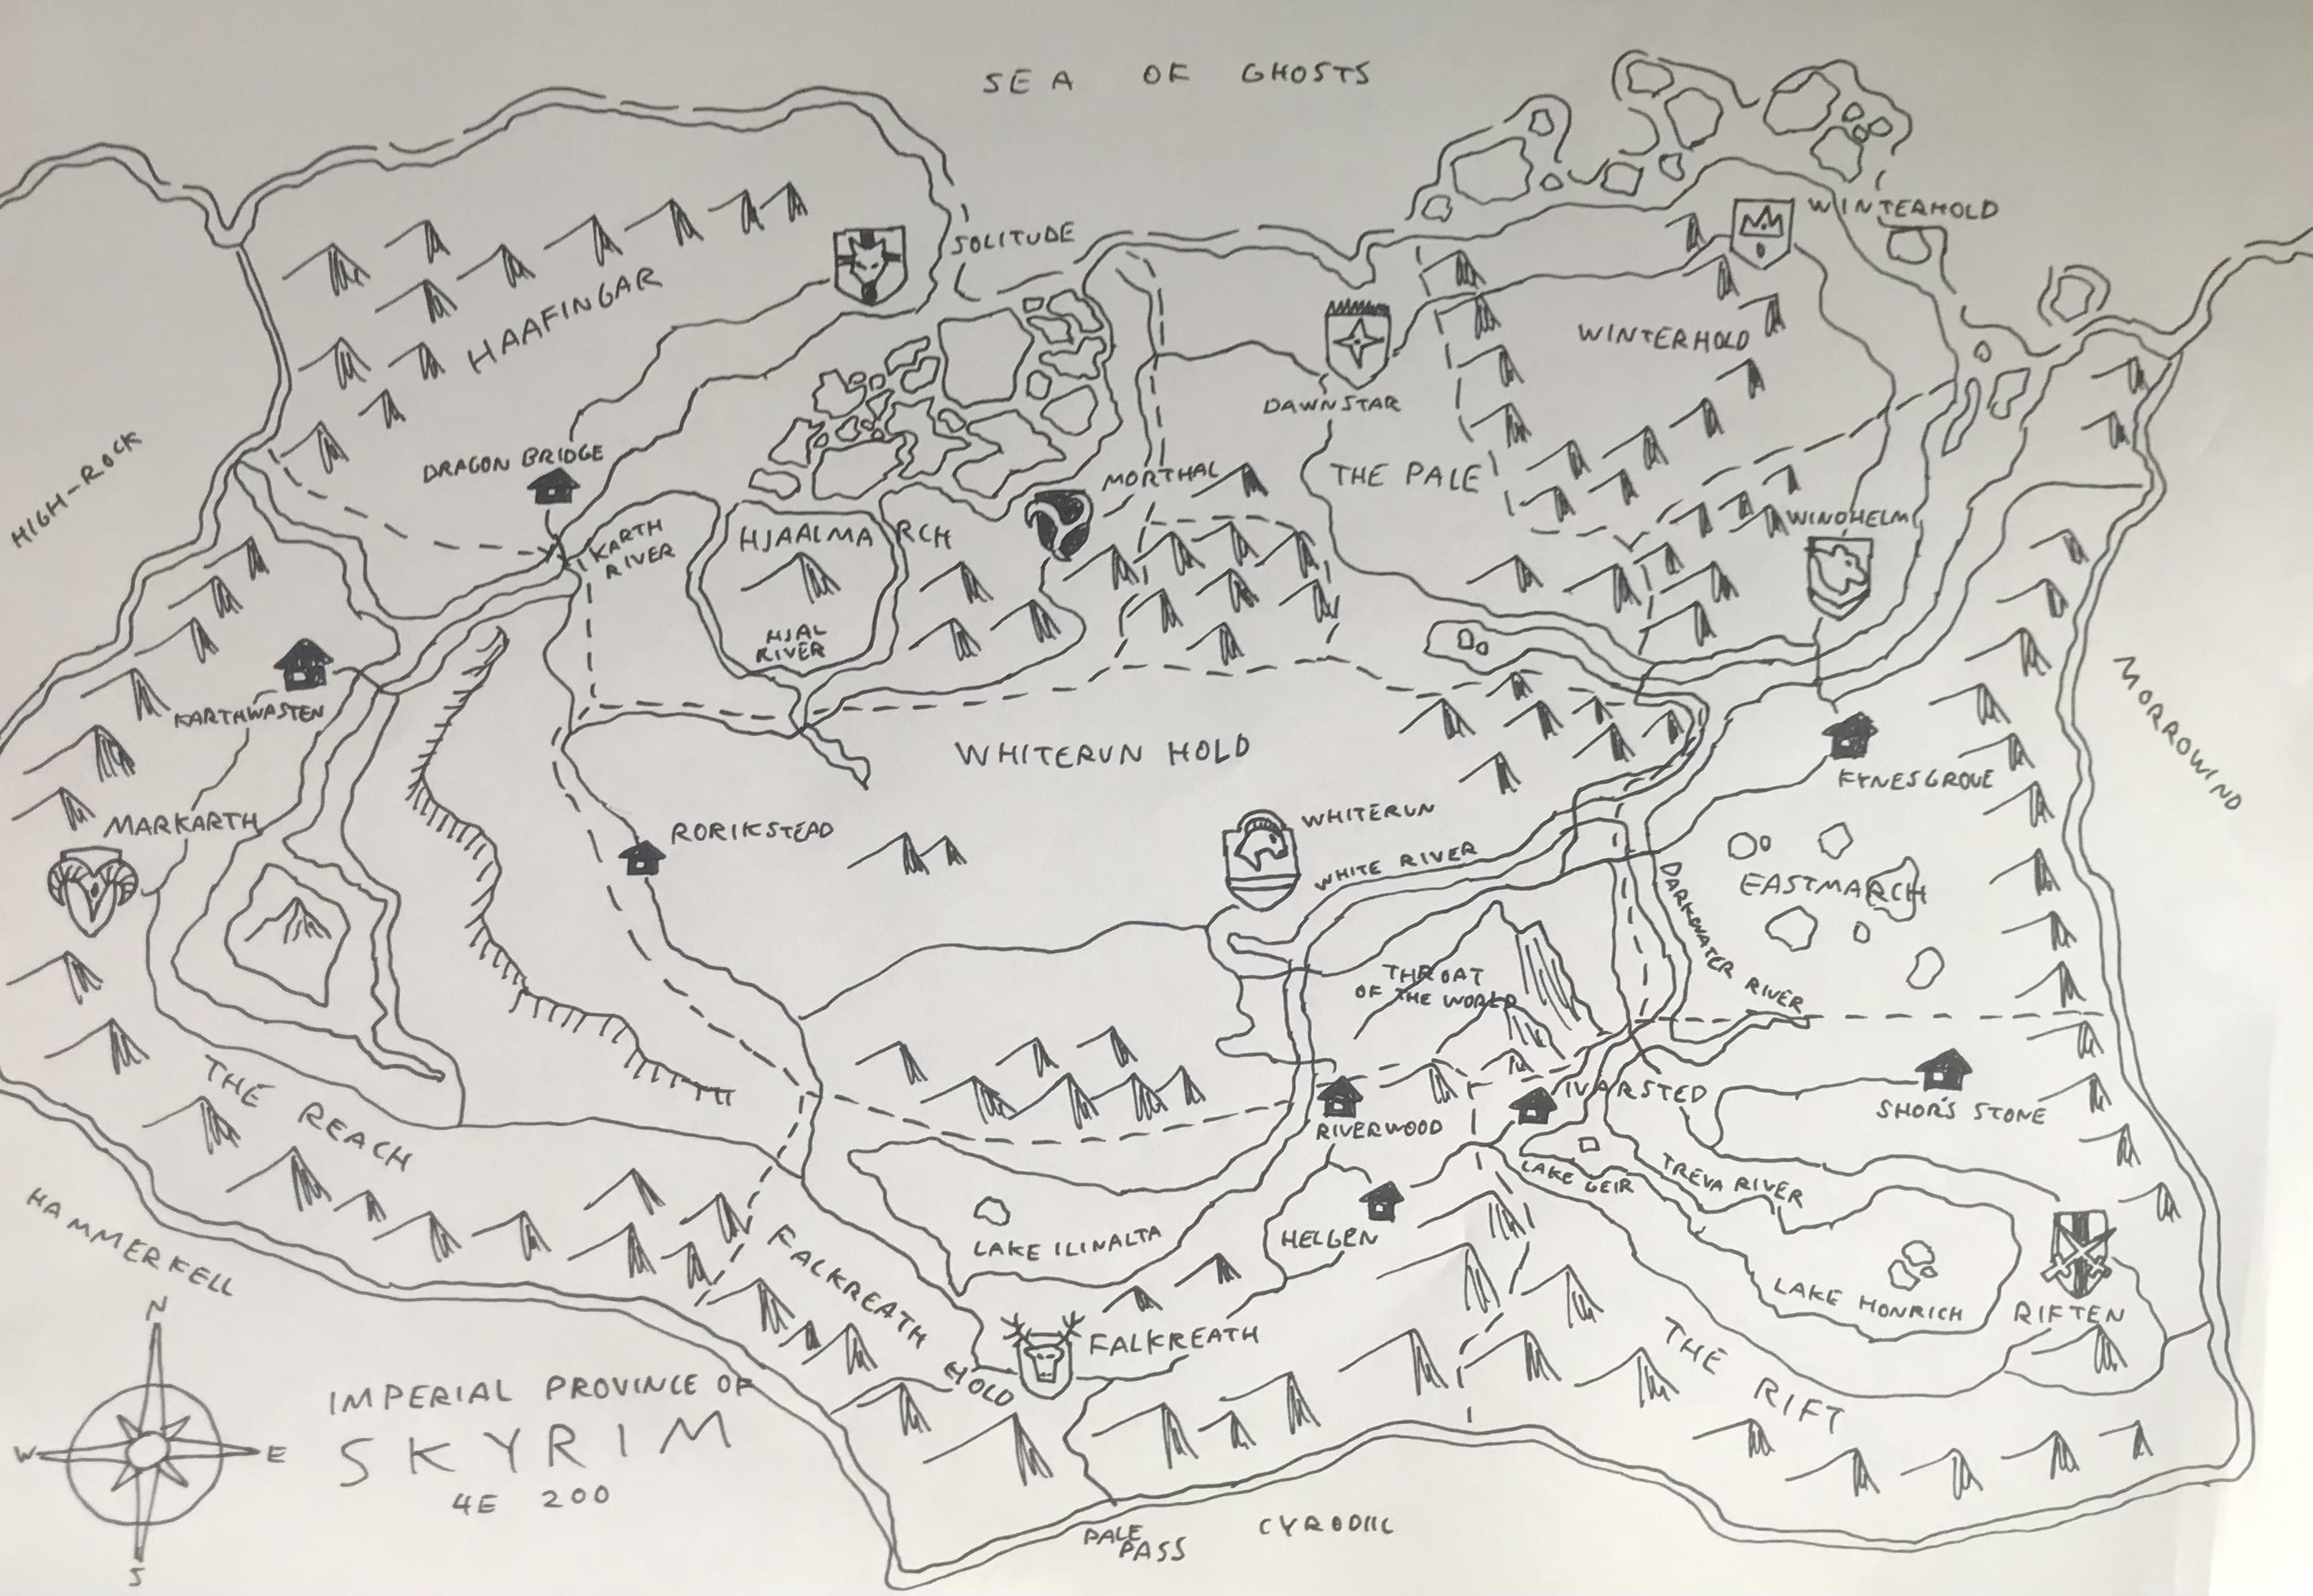 SEA OF GHOSTS
WINTERHOLD
SOLITUDE
HAAFINGAR
WINTERHOLD
DAWNSTAR
HIGH-ROCK
DRAGON BRIDGE
MORTHAL
THE PALE
KARTH
RIVER
HJAALMARCH
WINDHELM
HJAL
RIVER
KARTHWASTEN
WHITERUN HOLD
MORROWIND
KYNESGROVE
MARKARTH
RORIKSTEAD
WHITERUN
WHITE RIVER
EASTMARCH
DARKWATER RIVER
THROAT
OF THE WORLD
THE REACH
IVARSTED
SHOR'S STONE
RIVERWOOD
LAKE GEIR
TREVA RIVER
HAMMERFELL
FALKREATH
HOLD
LAKE ILINALTA
HELGEN
LAKE HONRICH
RIFTEN
FALKREATH
THE RIFT
N
W
E
S
IMPERIAL PROVINCE OF
SKYRIM
4E 200
PALE
PASS
CYRODIIL